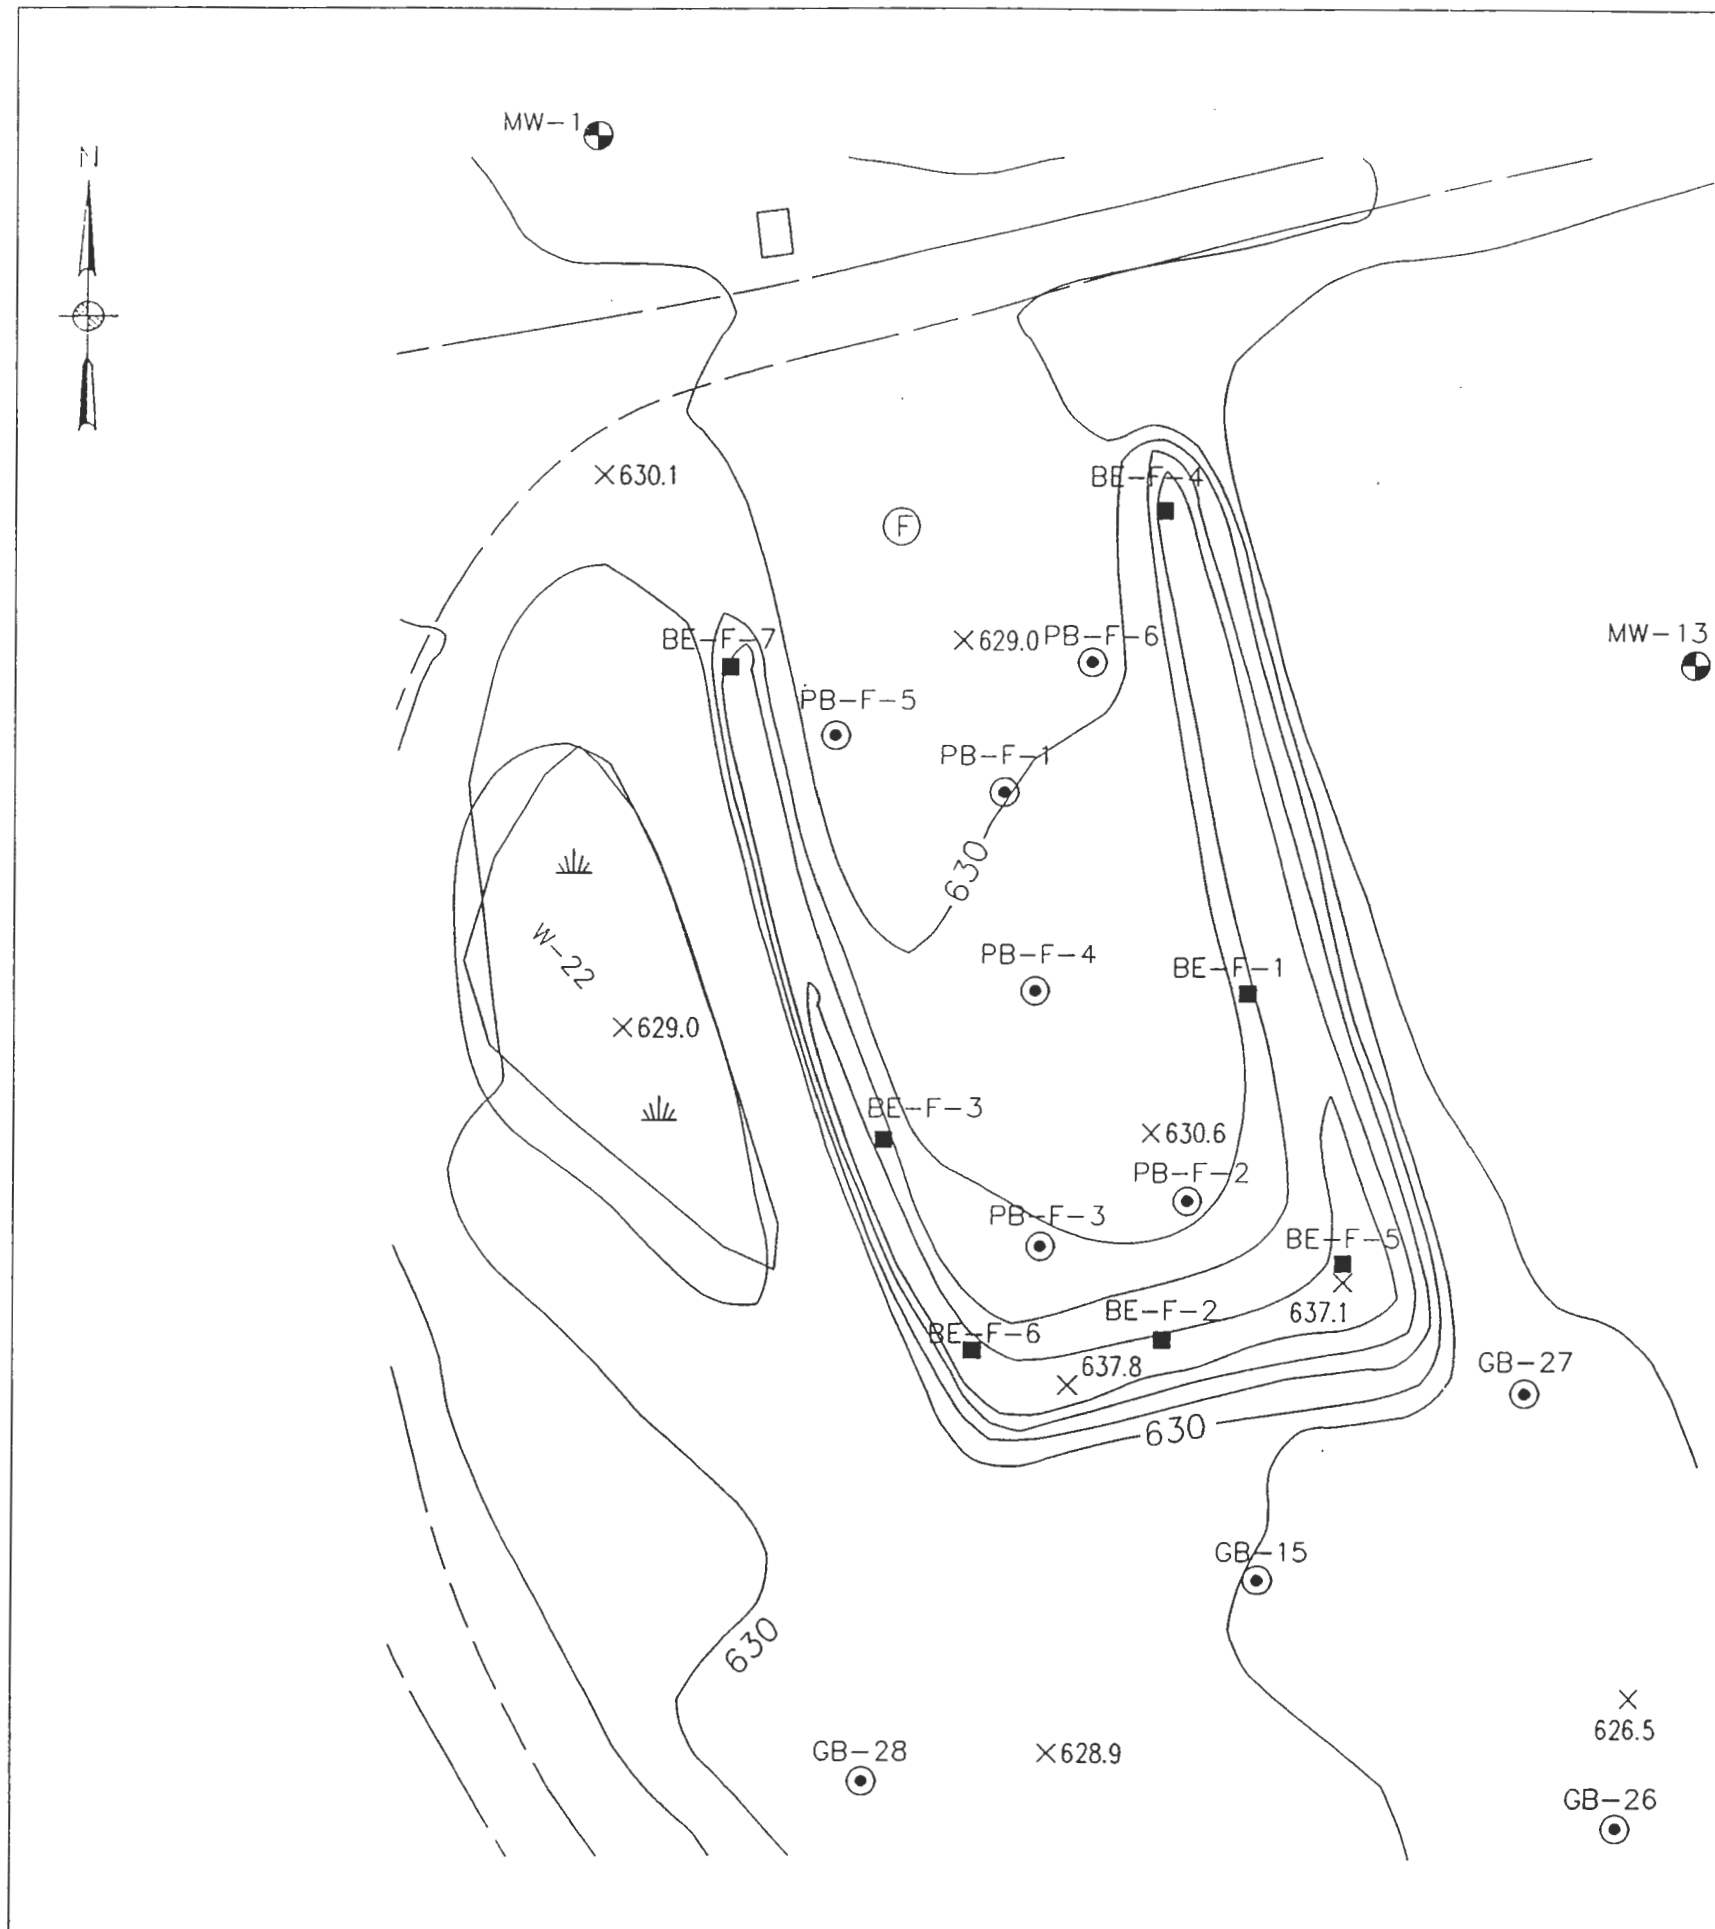 MW-1
N
630.1
BE-F-4
F
BE-F-7
629.0
PB-F-6
MW-13
PB-F-5
PB-F-1
630
W-22
PB-F-4
BE-F-1
629.0
BE-F-3
630.6
PB-F-2
PB-F-3
BE-F-5
637.1
BE-F-2
BE-F-6
637.8
GB-27
630
GB-15
630
626.5
GB-28
628.9
GB-26